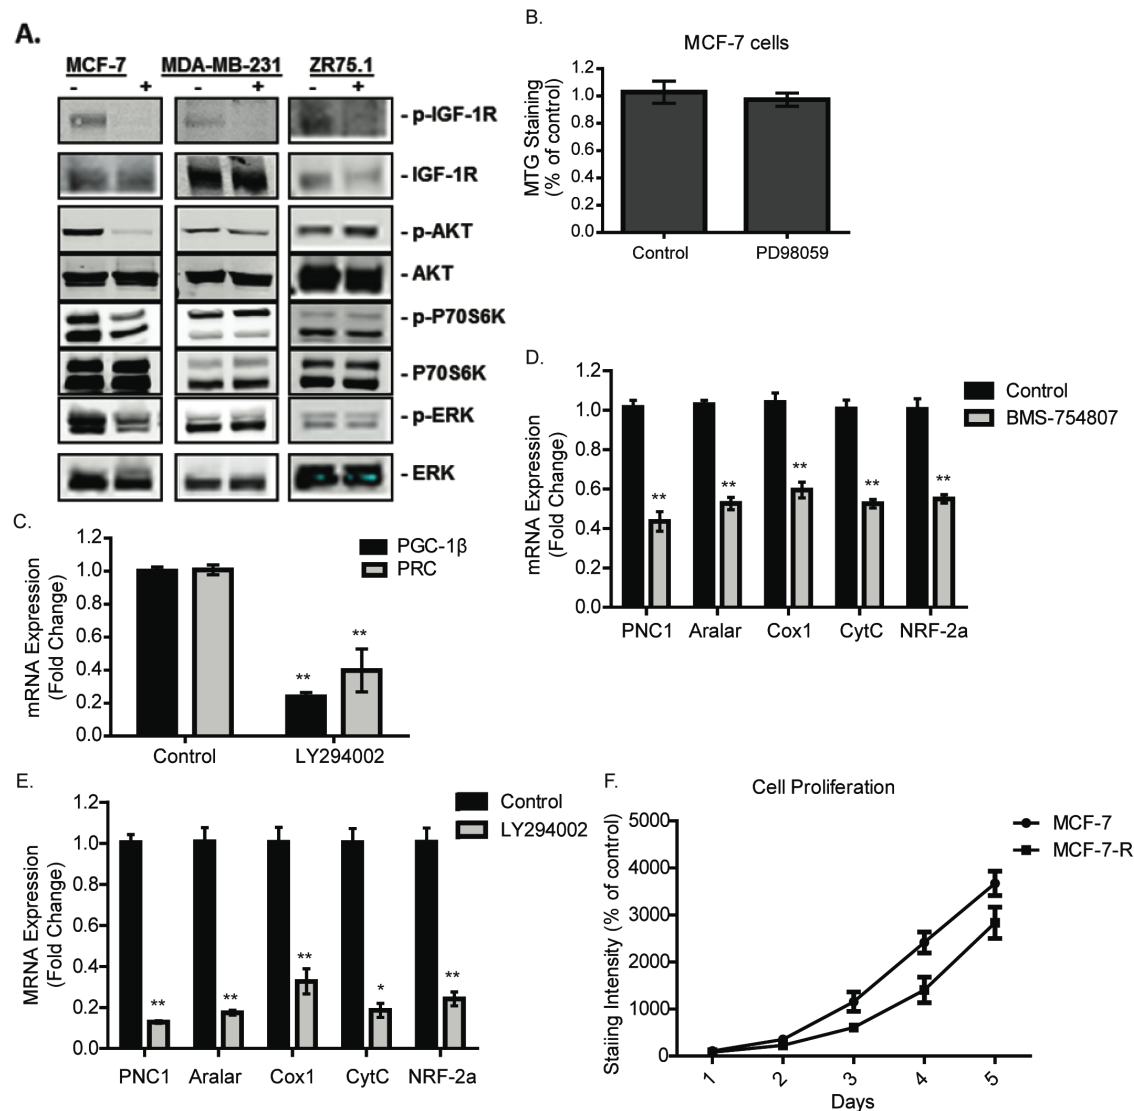 A.
MCF-7 MDA-MB-231 ZR75.1
- + - + - +
- p-IGF-1R
- IGF-1R
- p-AKT
- AKT
- p-P70S6K
- P70S6K
- p-ERK
- ERK
B.
MCF-7 cells
MTG Staining
(% of control)
1.2
1.0
0.8
0.6
0.4
0.2
0.0
Control PD98059
C.
mRNA Expression
(Fold Change)
1.2
1.0
0.8
0.6
0.4
0.2
0.0
PGC-1β
PRC
** **
Control LY294002
D.
mRNA Expression
(Fold Change)
1.2
1.0
0.8
0.6
0.4
0.2
0.0
Control
BMS-754807
** ** ** ** **
PNC1 Aralar Cox1 CytC NRF-2a
E.
MRNA Expression
(Fold Change)
1.2
1.0
0.8
0.6
0.4
0.2
0.0
Control
LY294002
** ** ** * **
PNC1 Aralar Cox1 CytC NRF-2a
F.
Cell Proliferation
Staiing Intensity (% of control)
5000
4000
3000
2000
1000
0
MCF-7
MCF-7-R
1 2 3 4 5
Days